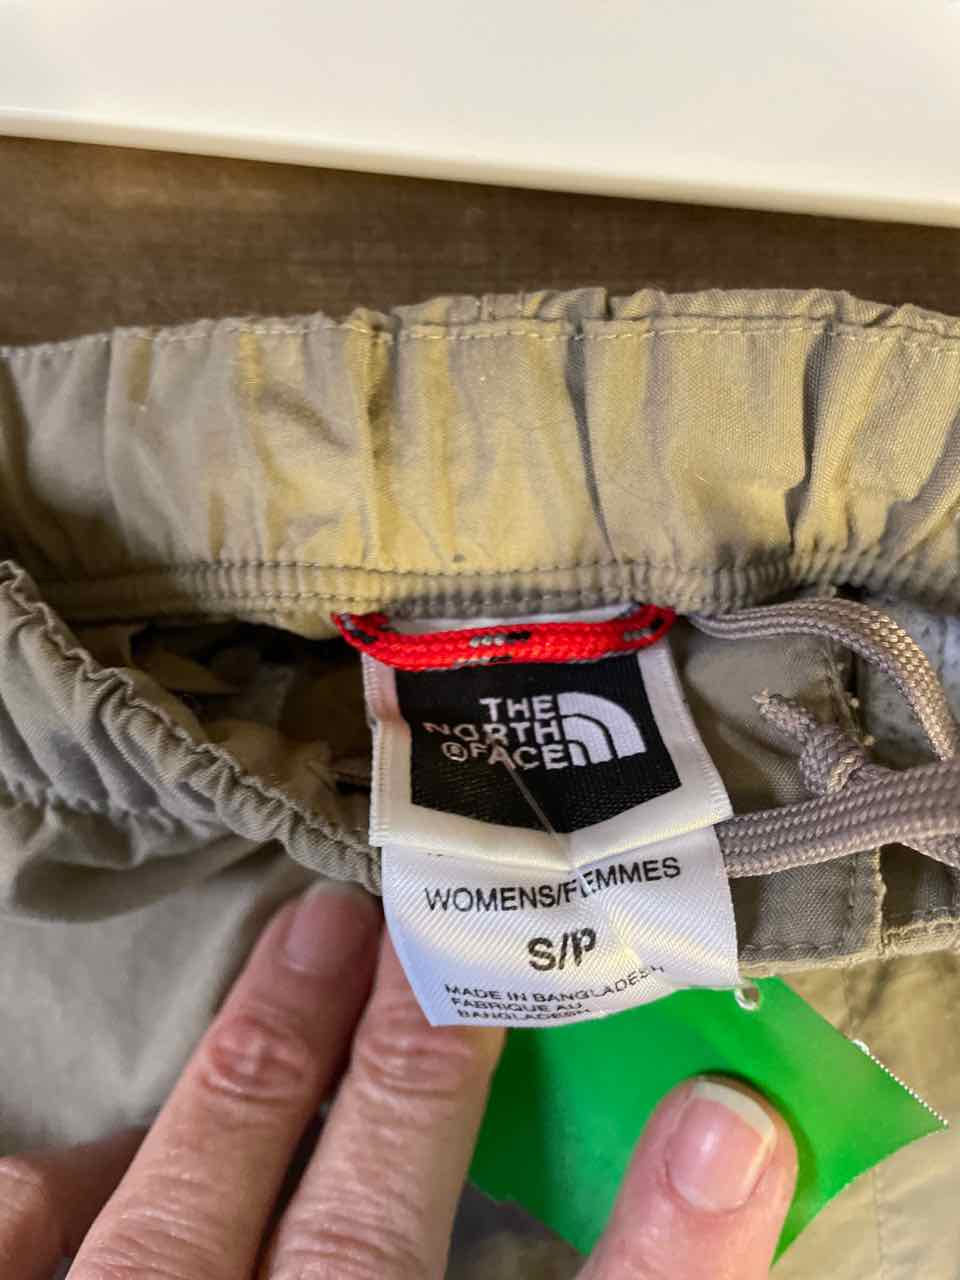 THE
NORTH
®FACE
WOMENS/FEMMES
S/P
MADE IN BANGLADESH
FABRIQUE AU
BANGLADESH